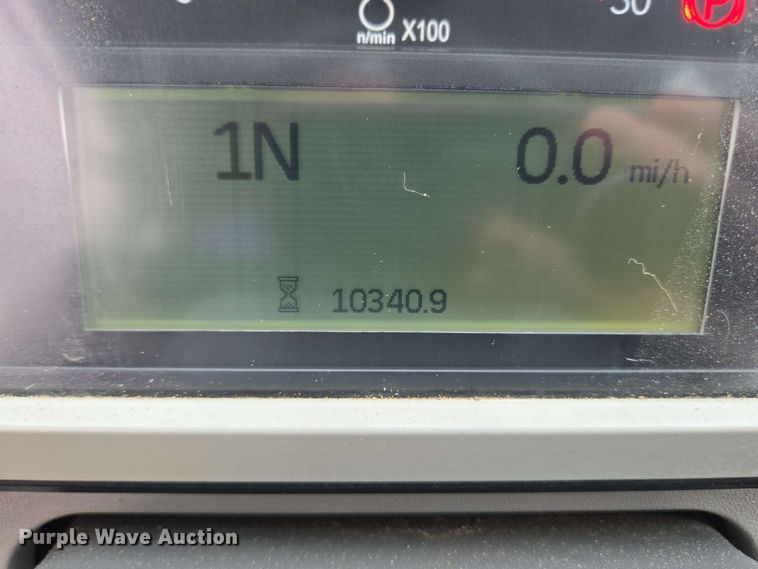 30 P
n/min X100
1N 0.0 mi/h
10340.9
Purple Wave Auction